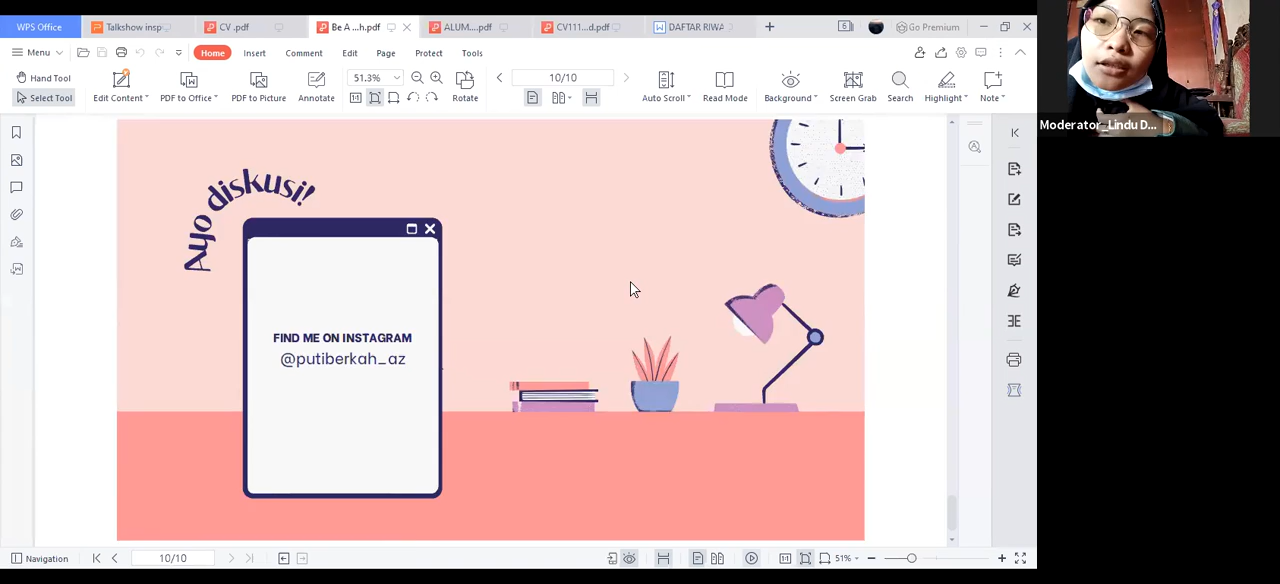 WPS Office
Talkshow insp
CV .pdf
Be A ...h.pdf
ALUM....pdf
CV111...d.pdf
DAFTAR RIWA
6
Go Premium
Menu
Home
Insert
Comment
Edit
Page
Protect
Tools
Hand Tool
Select Tool
Edit Content
PDF to Office
PDF to Picture
Annotate
51.3%
Rotate
10/10
Auto Scroll
Read Mode
Background
Screen Grab
Search
Highlight
Note
Moderator_Lindu D...
Ayo diskusi!
FIND ME ON INSTAGRAM
@putiberkah_az
Navigation
10/10
51%